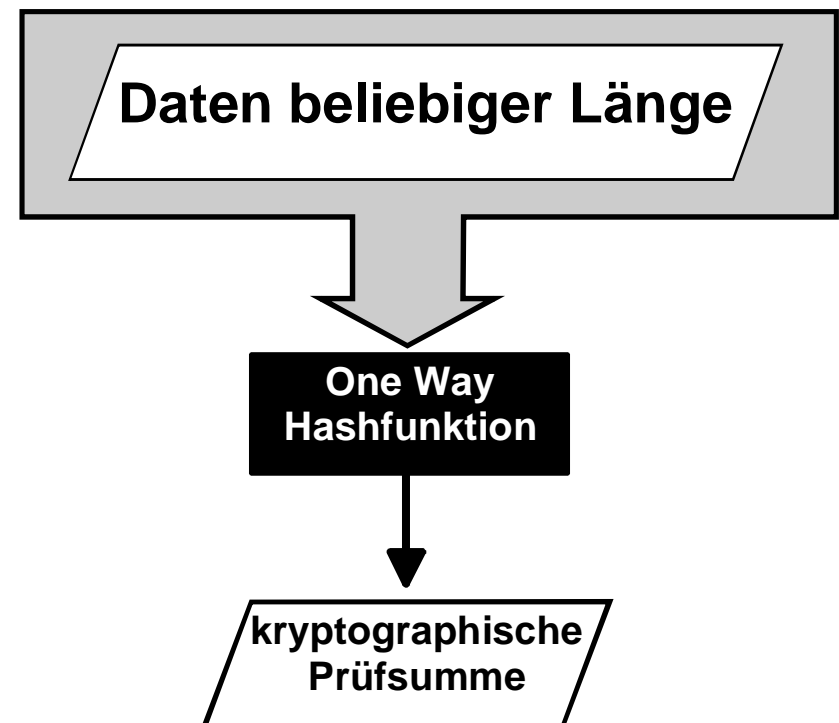 Daten beliebiger Länge
One Way
Hashfunktion
kryptographische
Prüfsumme